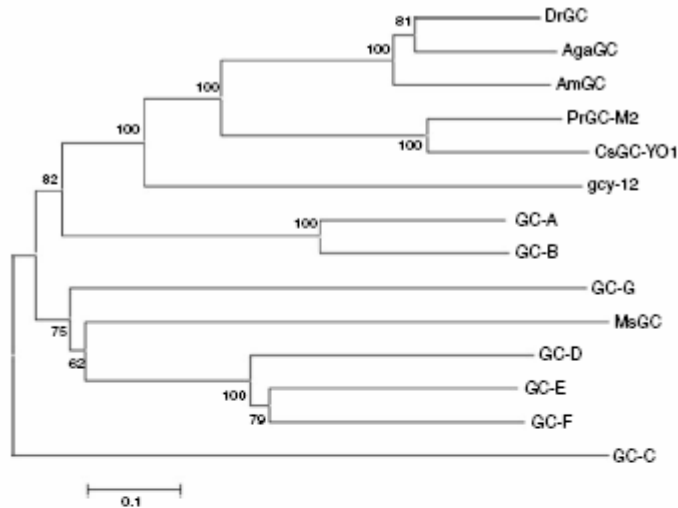 DrGC
81
AgaGC
100
AmGC
100
PrGC-M2
100
100
CsGC-YO1
82
gcy-12
100
GC-A
GC-B
GC-G
75
MsGC
62
GC-D
100
GC-E
79
GC-F
GC-C
0.1